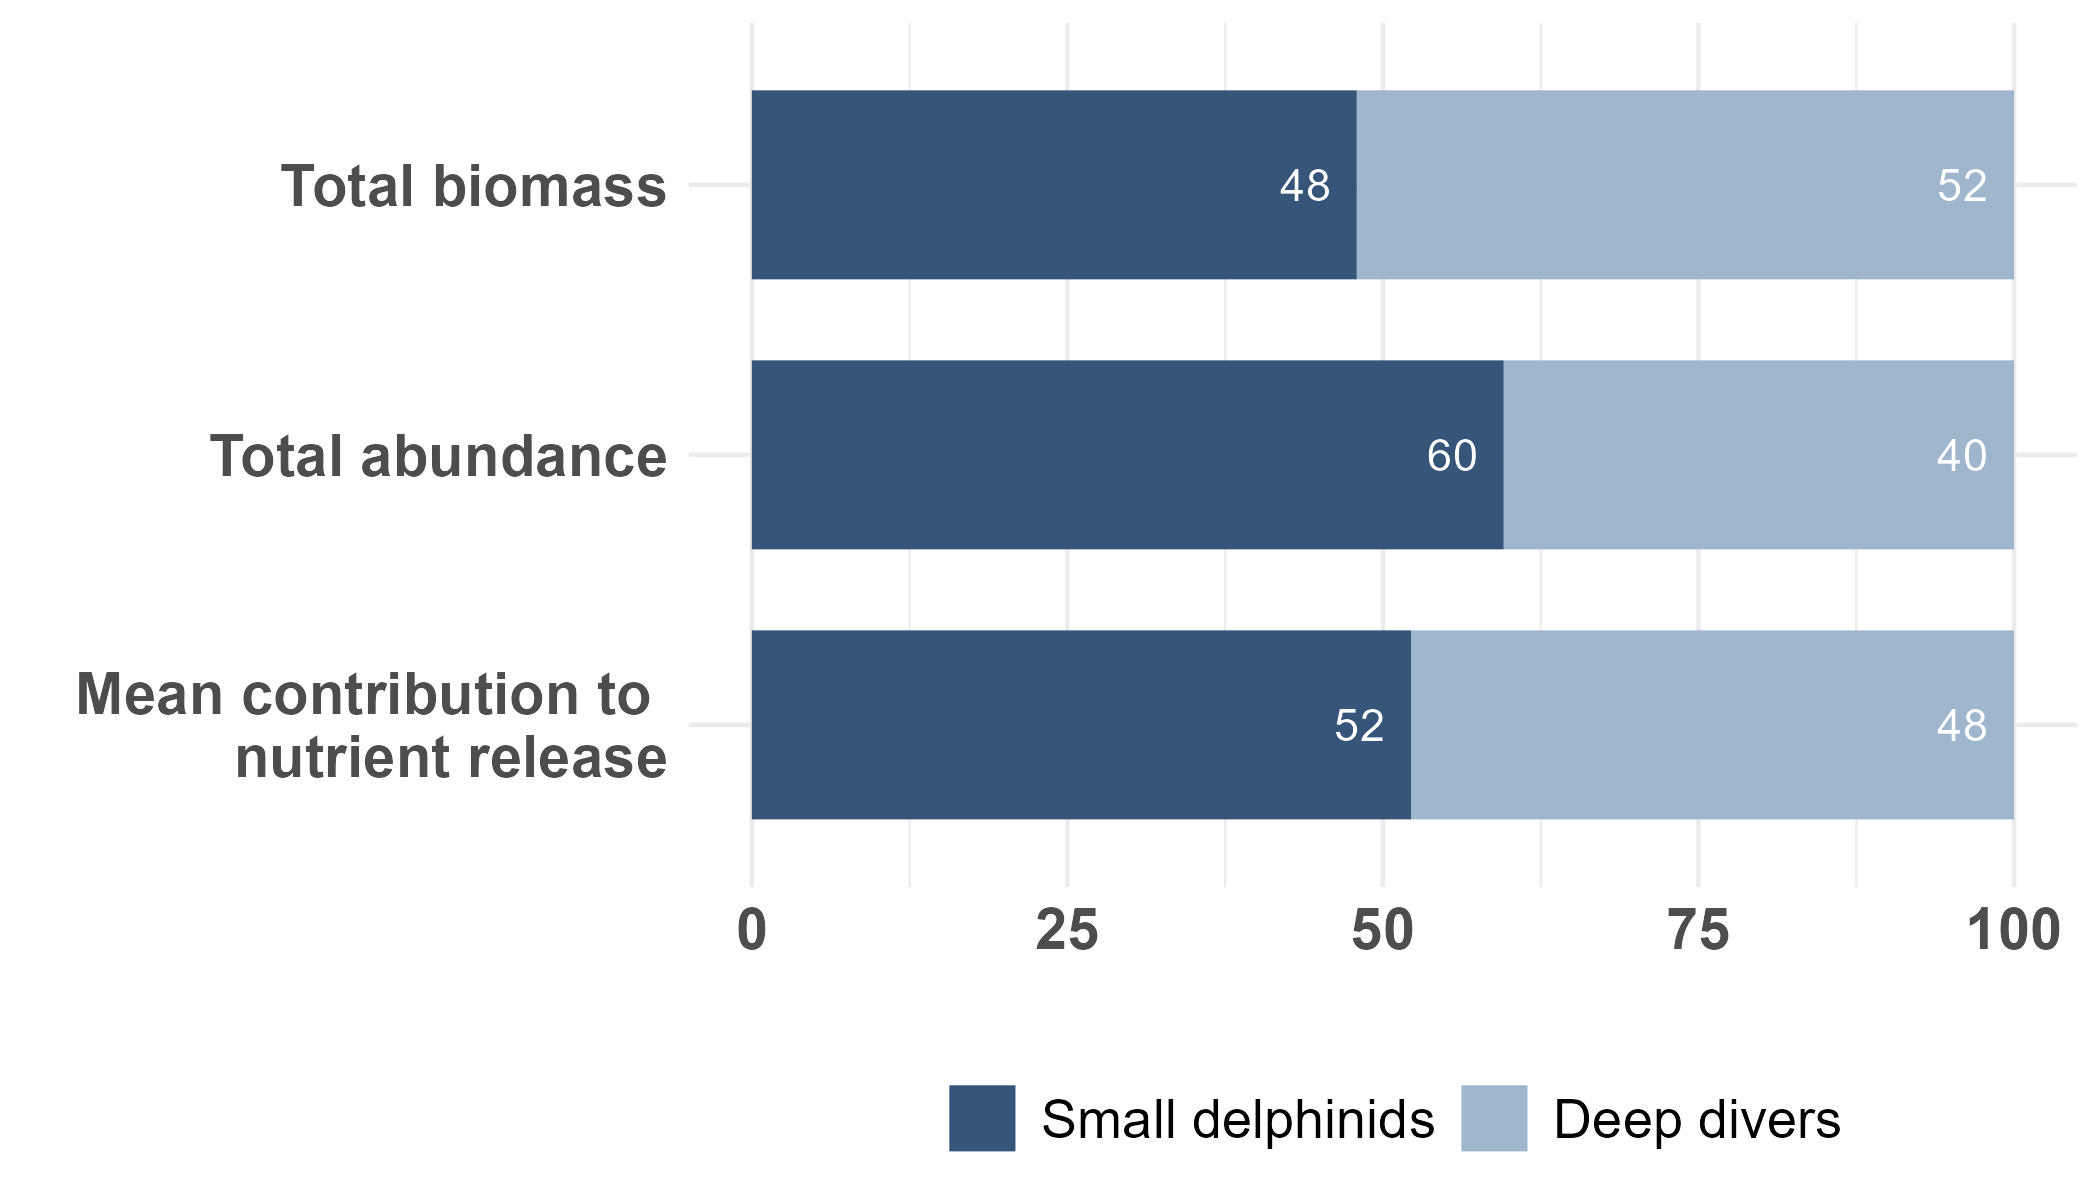 Total biomass
48
52
Total abundance
60
40
Mean contribution to
nutrient release
52
48
0 25 50 75 100
Small delphinids Deep divers